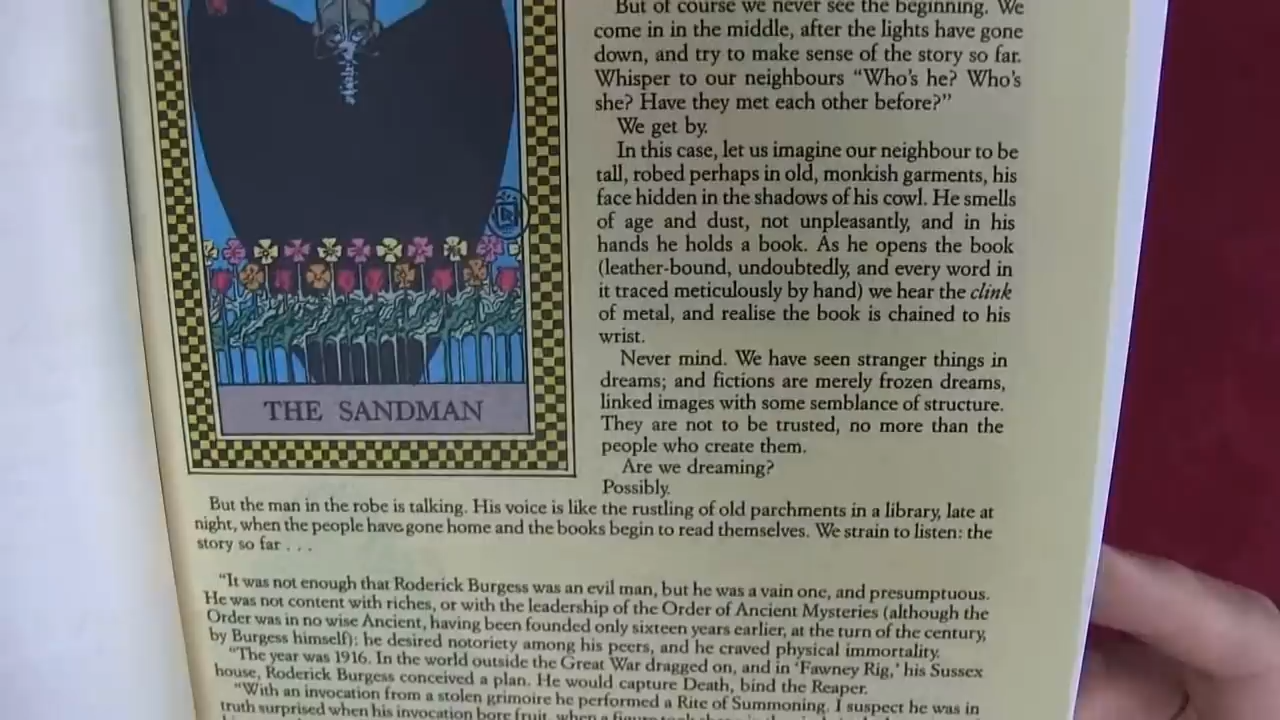 But of course we never see the beginning. We
come in in the middle, after the lights have gone
down, and try to make sense of the story so far.
Whisper to our neighbours “Who’s he? Who’s
she? Have they met each other before?”
We get by.
In this case, let us imagine our neighbour to be
tall, robed perhaps in old, monkish garments, his
face hidden in the shadows of his cowl. He smells
of age and dust, not unpleasantly, and in his
hands he holds a book. As he opens the book
(leather-bound, undoubtedly, and every word in
it traced meticulously by hand) we hear the clink
of metal, and realise the book is chained to his
wrist.
Never mind. We have seen stranger things in
dreams; and fictions are merely frozen dreams,
linked images with some semblance of structure.
They are not to be trusted, no more than the
people who create them.
Are we dreaming?
Possibly.
THE SANDMAN
But the man in the robe is talking. His voice is like the rustling of old parchments in a library, late at
night, when the people have gone home and the books begin to read themselves. We strain to listen: the
story so far . . .
“It was not enough that Roderick Burgess was an evil man, but he was a vain one, and presumptuous.
He was not content with riches, or with the leadership of the Order of Ancient Mysteries (although the
Order was in no wise Ancient, having been founded only sixteen years earlier, at the turn of the century,
by Burgess himself); he desired notoriety among his peers, and he craved physical immortality.
“The year was 1916. In the world outside the Great War dragged on, and in ‘Fawney Rig,’ his Sussex
house, Roderick Burgess conceived a plan. He would capture Death, bind the Reaper.
“With an invocation from a stolen grimoire he performed a Rite of Summoning. I suspect he was in
truth surprised when his invocation bore fruit, when a figure